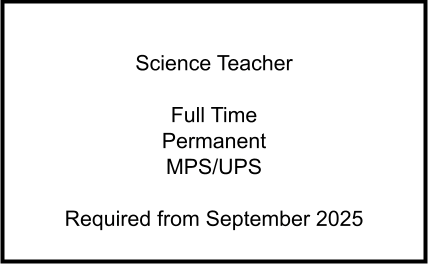 Science Teacher
Full Time
Permanent
MPS/UPS
Required from September 2025